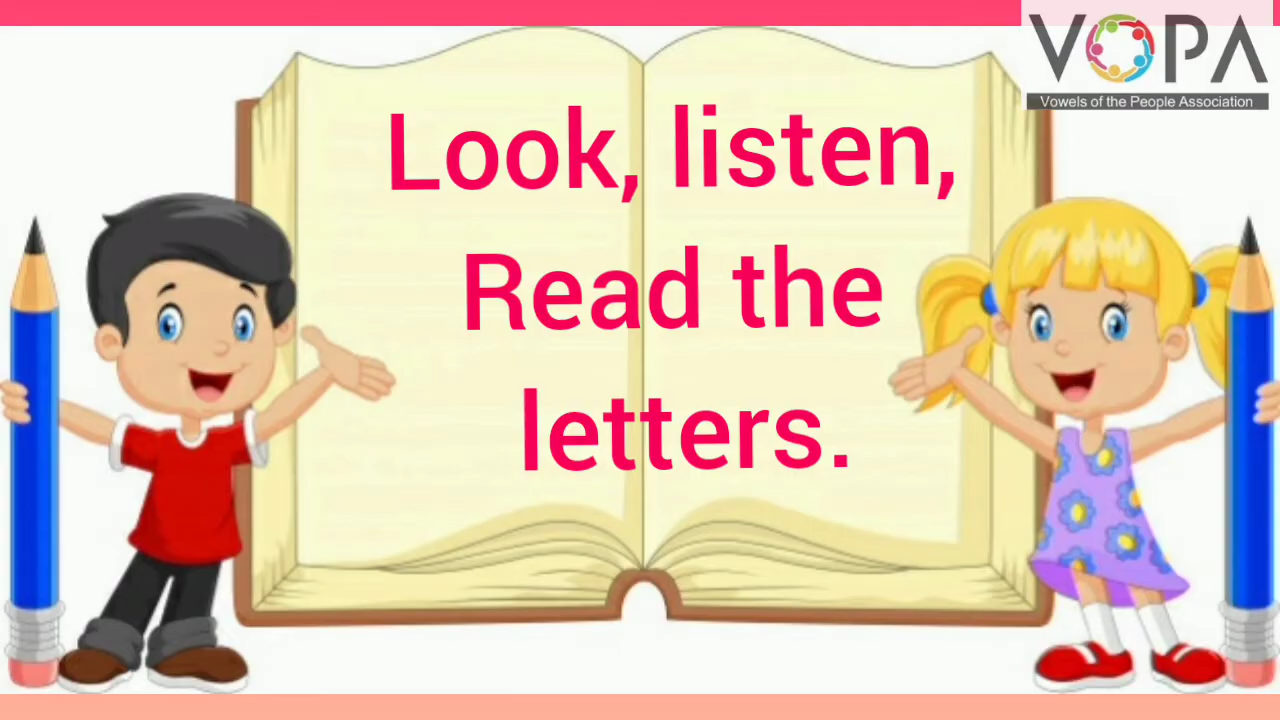 VOPA
Vowels of the People Association
Look, listen,
Read the
letters.